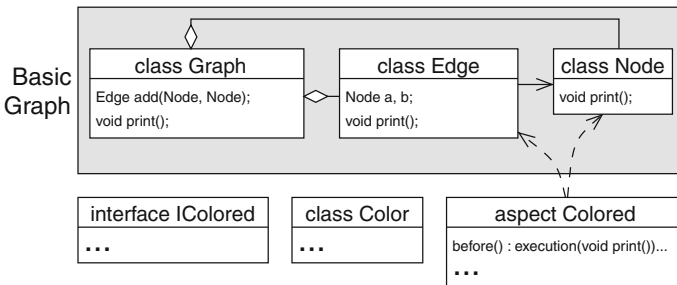 Basic
Graph
class Graph
Edge add(Node, Node);
void print();
class Edge
Node a, b;
void print();
class Node
void print();
interface IColored
...
class Color
...
aspect Colored
before() : execution(void print())...
...